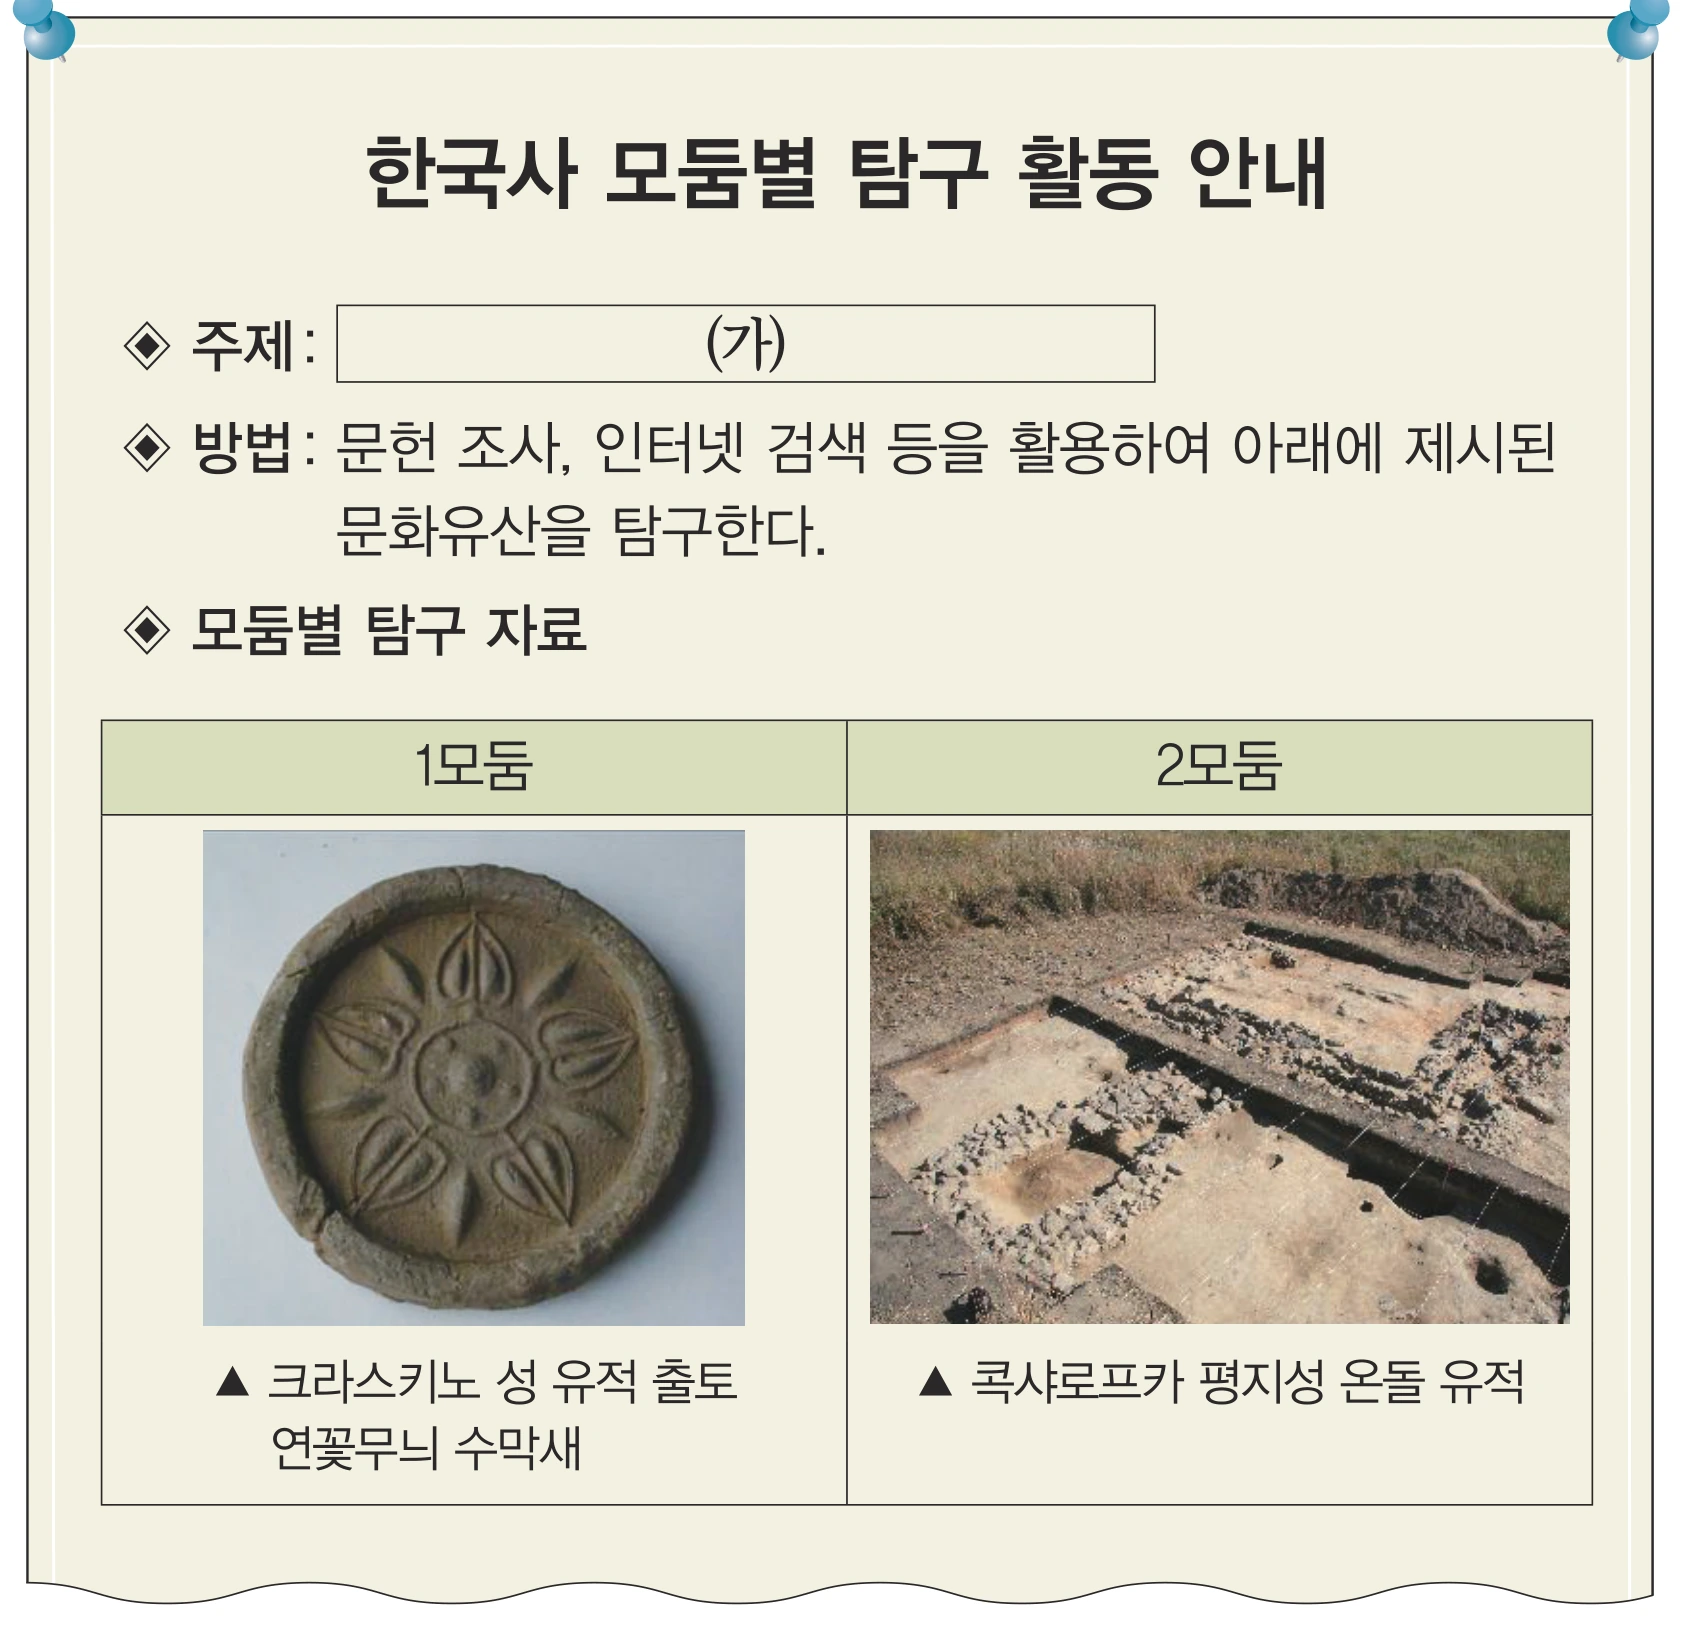 한국사 모둠별 탐구 활동 안내
◈ 주제: (가)
◈ 방법: 문헌 조사, 인터넷 검색 등을 활용하여 아래에 제시된
문화유산을 탐구한다.
◈ 모둠별 탐구 자료
1모둠
2모둠
▲ 크라스키노 성 유적 출토
연꽃무늬 수막새
▲ 콕샤로프카 평지성 온돌 유적